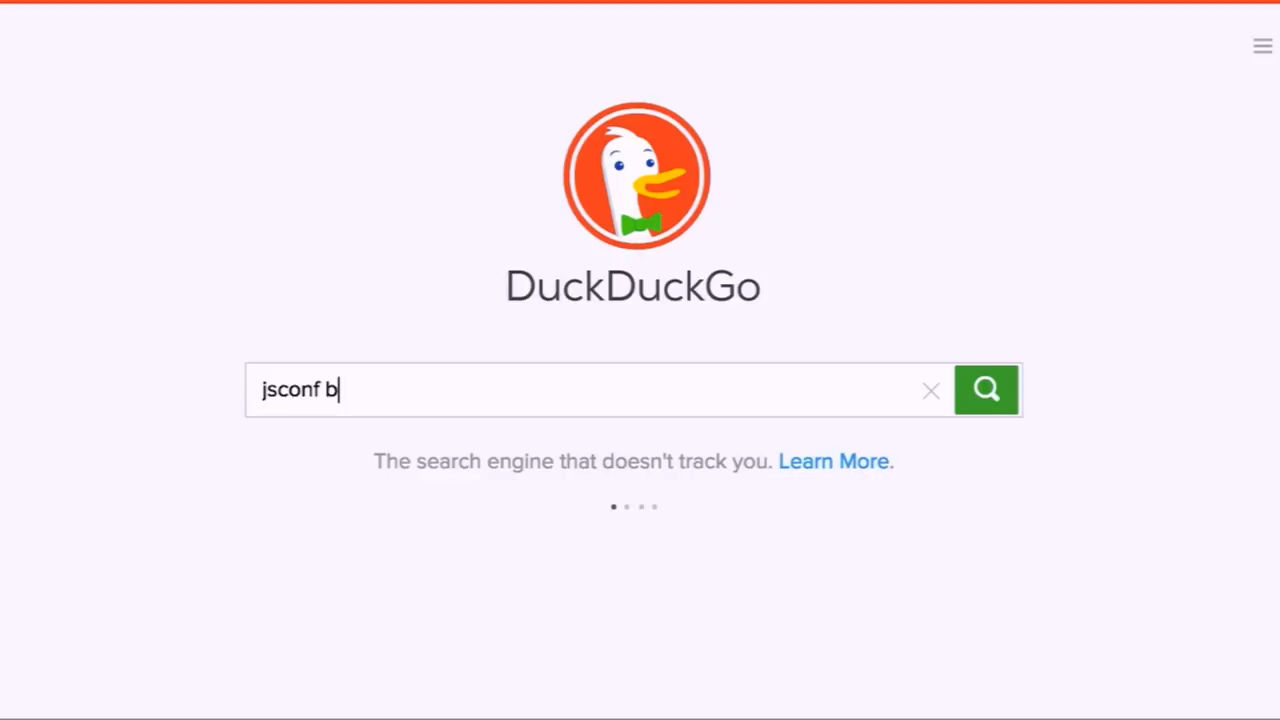 DuckDuckGo
jsconf b
The search engine that doesn't track you. Learn More.